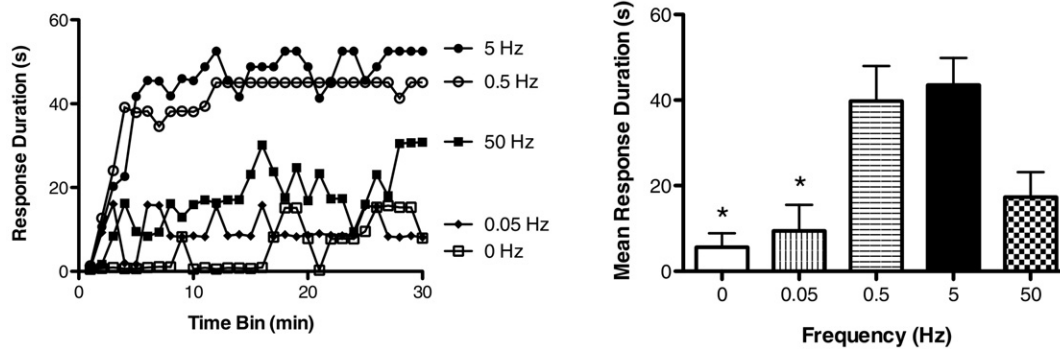 Response Duration (s)
60
40
20
0
0
10
20
30
Time Bin (min)
5 Hz
0.5 Hz
50 Hz
0.05 Hz
0 Hz
Mean Response Duration (s)
60
40
20
0
*
*
0
0.05
0.5
5
50
Frequency (Hz)